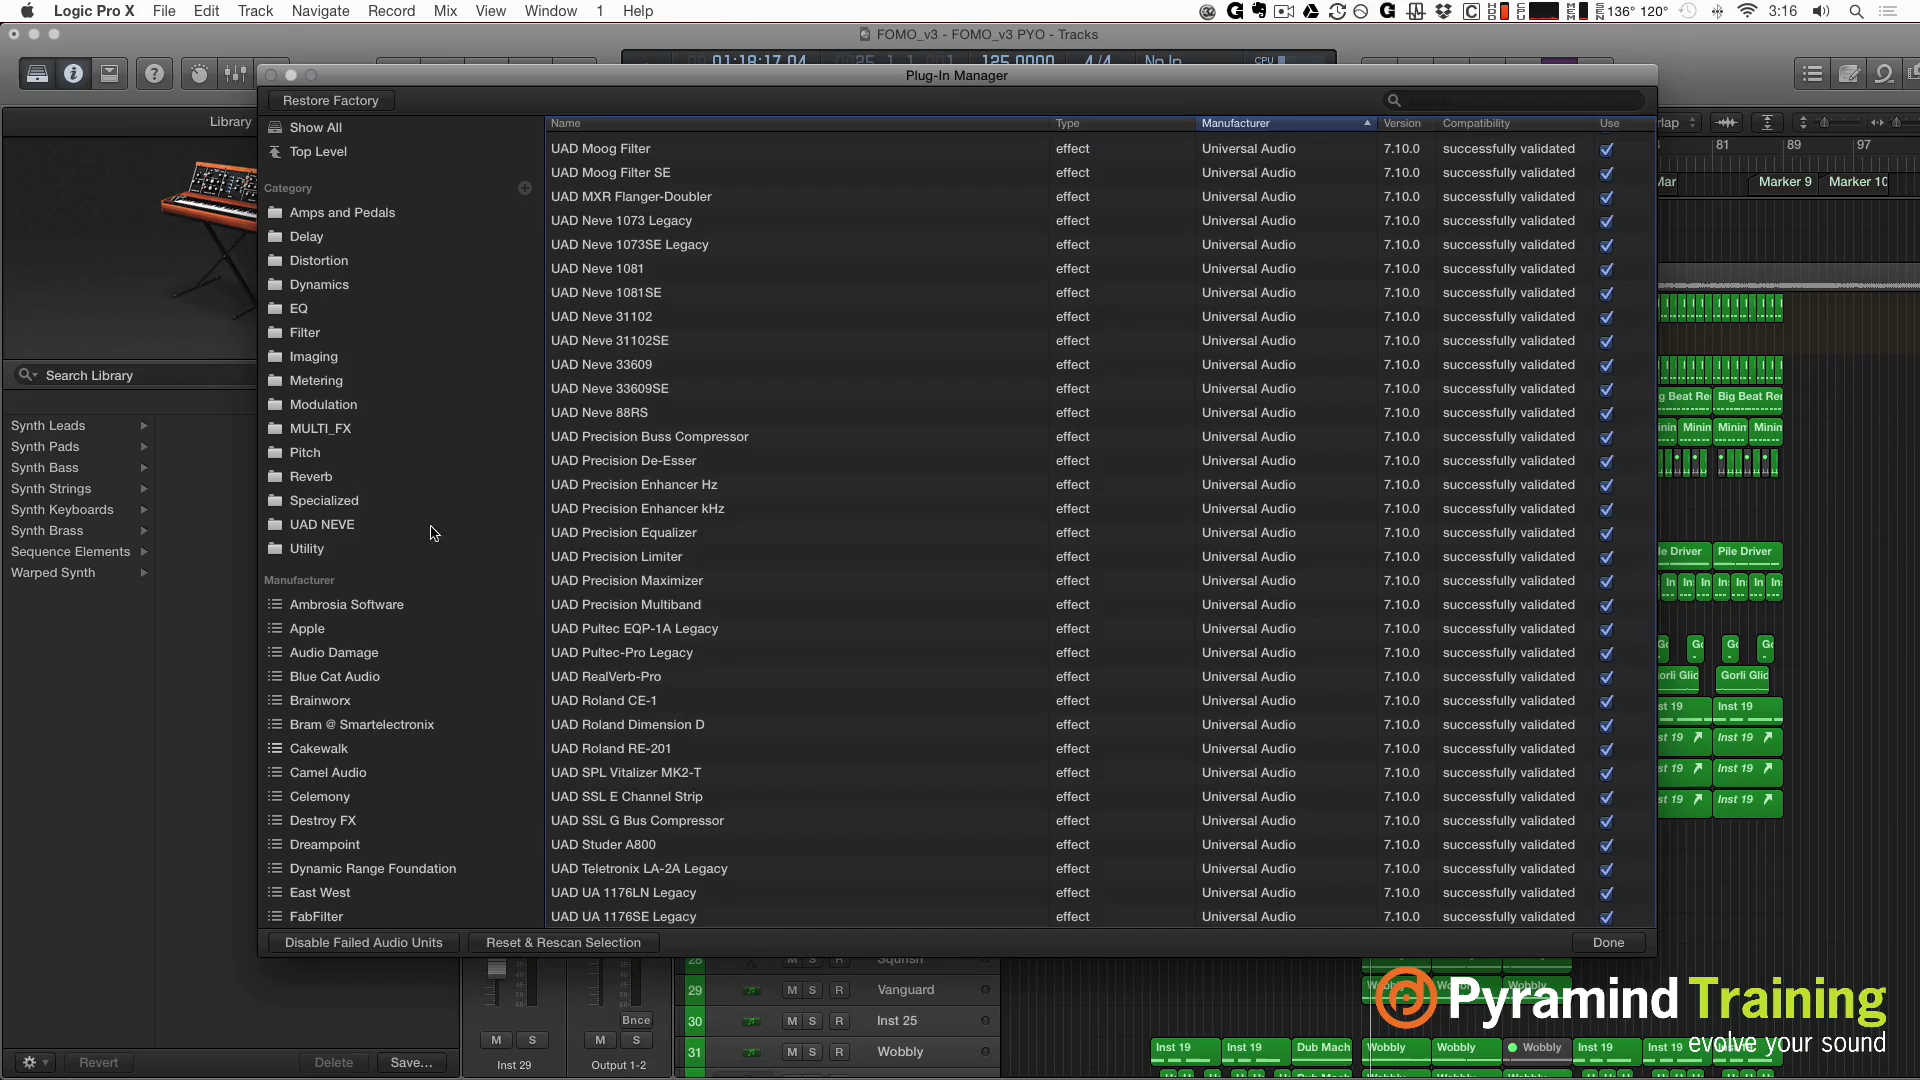 Logic Pro X File Edit Track Navigate Record Mix View Window 1 Help 136° 120° 3:16
FOMO_v3 - FOMO_v3 PYO - Tracks
Plug-In Manager
Restore Factory
Library
Show All
Top Level
Category
Amps and Pedals
Delay
Distortion
Dynamics
EQ
Filter
Imaging
Metering
Modulation
MULTI_FX
Pitch
Reverb
Specialized
UAD NEVE
Utility
Manufacturer
Ambrosia Software
Apple
Audio Damage
Blue Cat Audio
Brainworx
Bram @ Smartelectronix
Cakewalk
Camel Audio
Celemony
Destroy FX
Dreampoint
Dynamic Range Foundation
East West
FabFilter
Search Library
Synth Leads
Synth Pads
Synth Bass
Synth Strings
Synth Keyboards
Synth Brass
Sequence Elements
Warped Synth
Name Type Manufacturer Version Compatibility Use
UAD Moog Filter effect Universal Audio 7.10.0 successfully validated
UAD Moog Filter SE effect Universal Audio 7.10.0 successfully validated
UAD MXR Flanger-Doubler effect Universal Audio 7.10.0 successfully validated
UAD Neve 1073 Legacy effect Universal Audio 7.10.0 successfully validated
UAD Neve 1073SE Legacy effect Universal Audio 7.10.0 successfully validated
UAD Neve 1081 effect Universal Audio 7.10.0 successfully validated
UAD Neve 1081SE effect Universal Audio 7.10.0 successfully validated
UAD Neve 31102 effect Universal Audio 7.10.0 successfully validated
UAD Neve 31102SE effect Universal Audio 7.10.0 successfully validated
UAD Neve 33609 effect Universal Audio 7.10.0 successfully validated
UAD Neve 33609SE effect Universal Audio 7.10.0 successfully validated
UAD Neve 88RS effect Universal Audio 7.10.0 successfully validated
UAD Precision Buss Compressor effect Universal Audio 7.10.0 successfully validated
UAD Precision De-Esser effect Universal Audio 7.10.0 successfully validated
UAD Precision Enhancer Hz effect Universal Audio 7.10.0 successfully validated
UAD Precision Enhancer kHz effect Universal Audio 7.10.0 successfully validated
UAD Precision Equalizer effect Universal Audio 7.10.0 successfully validated
UAD Precision Limiter effect Universal Audio 7.10.0 successfully validated
UAD Precision Maximizer effect Universal Audio 7.10.0 successfully validated
UAD Precision Multiband effect Universal Audio 7.10.0 successfully validated
UAD Pultec EQP-1A Legacy effect Universal Audio 7.10.0 successfully validated
UAD Pultec-Pro Legacy effect Universal Audio 7.10.0 successfully validated
UAD RealVerb-Pro effect Universal Audio 7.10.0 successfully validated
UAD Roland CE-1 effect Universal Audio 7.10.0 successfully validated
UAD Roland Dimension D effect Universal Audio 7.10.0 successfully validated
UAD Roland RE-201 effect Universal Audio 7.10.0 successfully validated
UAD SPL Vitalizer MK2-T effect Universal Audio 7.10.0 successfully validated
UAD SSL E Channel Strip effect Universal Audio 7.10.0 successfully validated
UAD SSL G Bus Compressor effect Universal Audio 7.10.0 successfully validated
UAD Studer A800 effect Universal Audio 7.10.0 successfully validated
UAD Teletronix LA-2A Legacy effect Universal Audio 7.10.0 successfully validated
UAD UA 1176LN Legacy effect Universal Audio 7.10.0 successfully validated
UAD UA 1176SE Legacy effect Universal Audio 7.10.0 successfully validated
Disable Failed Audio Units Reset & Rescan Selection Done
81 89 97
Marker 9 Marker 10
Big Beat
Pile Driver
Inst 19
Inst 19
Inst 19
Inst 19
29 M S R Vanguard
30 M S R Inst 25
31 M S R Wobbly
Bnce
M S M S
Inst 29 Output 1-2
Revert Delete Save...
Inst 19 Inst 19 Dub Mach Wobbly Wobbly Wobbly Inst 19 Inst 19
Pyramind Training
evolve your sound